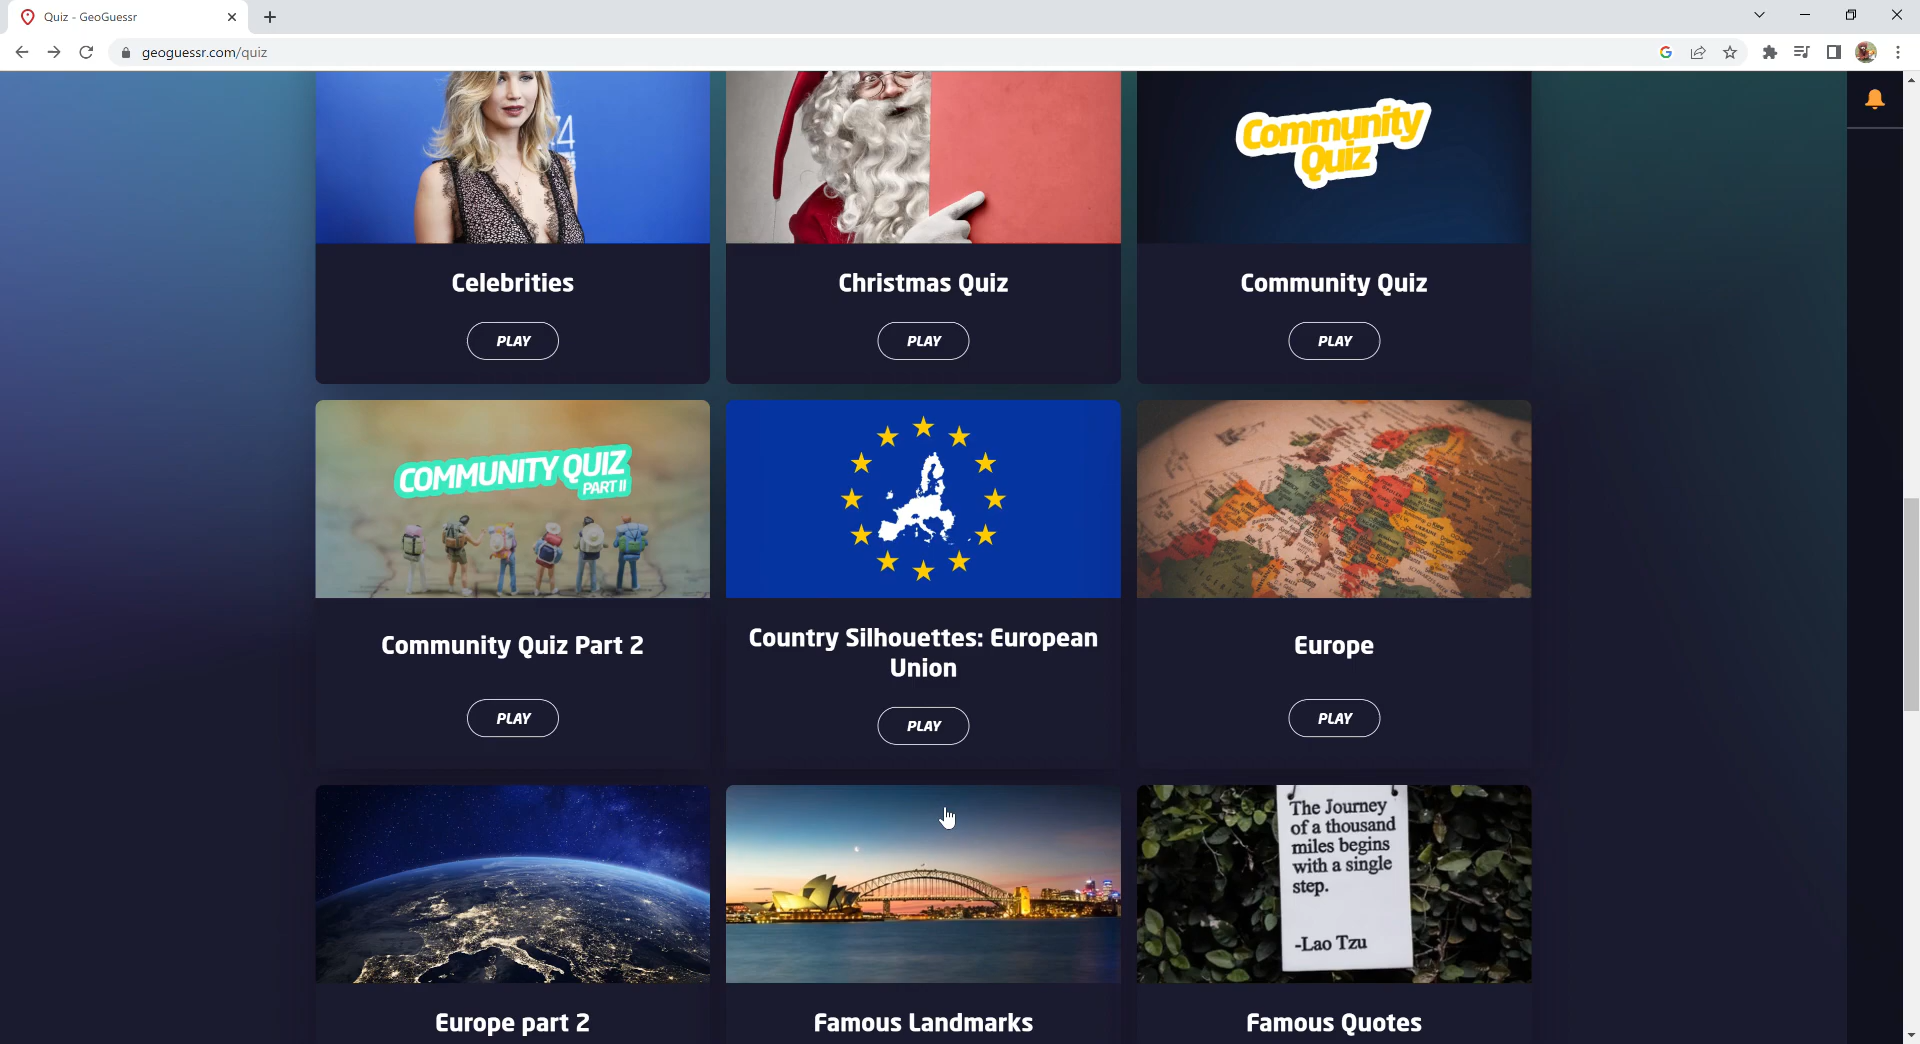 Quiz - GeoGuessr
geoguessr.com/quiz
Community
Quiz
Celebrities
Christmas Quiz
Community Quiz
PLAY
PLAY
PLAY
COMMUNITY QUIZ
PART II
Community Quiz Part 2
Country Silhouettes: European
Union
Europe
PLAY
PLAY
PLAY
The Journey
of a thousand
miles begins
with a single
step.
-Lao Tzu
Europe part 2
Famous Landmarks
Famous Quotes